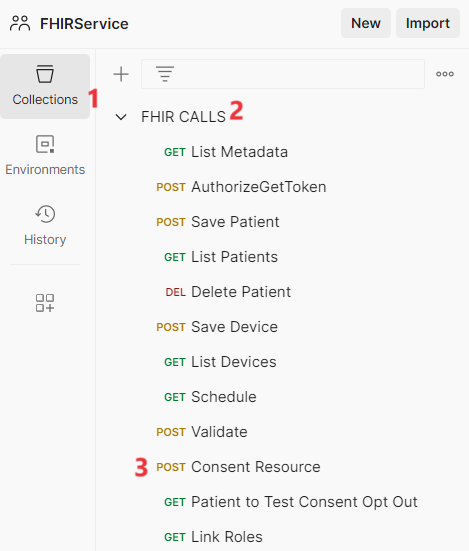 FHIRService
New
Import
Collections 1
FHIR CALLS 2
GET List Metadata
Environments
POST AuthorizeGetToken
POST Save Patient
History
GET List Patients
DEL Delete Patient
POST Save Device
GET List Devices
GET Schedule
POST Validate
3 POST Consent Resource
GET Patient to Test Consent Opt Out
GET Link Roles